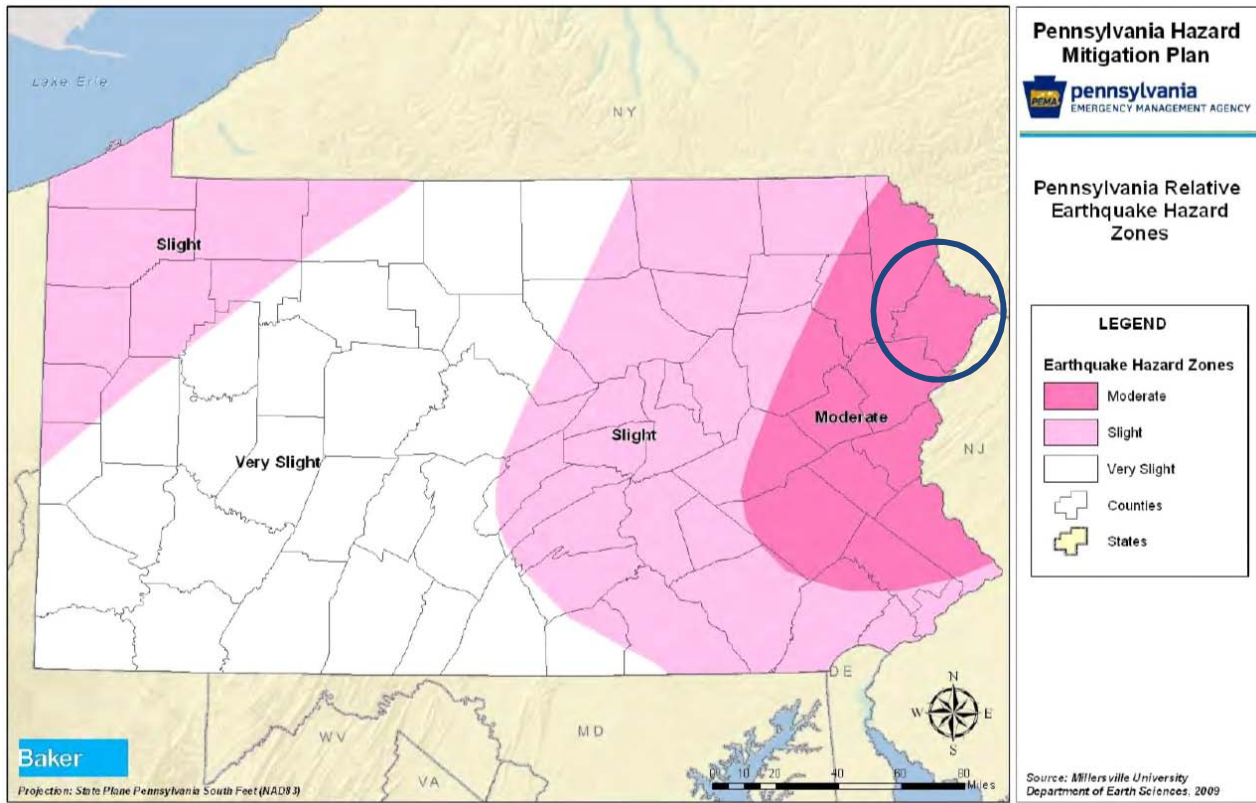 Lake Erie
NY
Slight
Very Slight
Slight
Moderate
NJ
DE
MD
WV
VA
Baker
Projection: State Plane Pennsylvania South Feet (NAD83)
N
W
E
S
0 10 20 40 60 80
Miles
Pennsylvania Hazard
Mitigation Plan
PEMA
pennsylvania
EMERGENCY MANAGEMENT AGENCY
Pennsylvania Relative
Earthquake Hazard
Zones
LEGEND
Earthquake Hazard Zones
Moderate
Slight
Very Slight
Counties
States
Source: Millersville University
Department of Earth Sciences, 2009